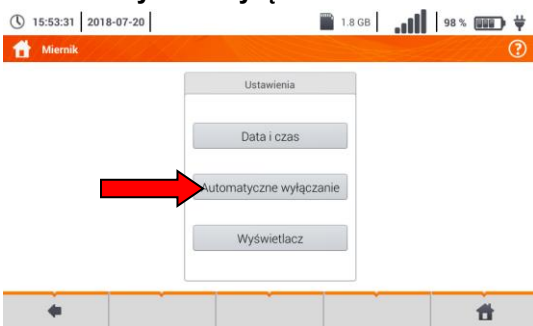 15:53:31 2018-07-20 1.8 GB 98 %
Miernik ?
Ustawienia
Data i czas
Automatyczne wyłączanie
Wyświetlacz